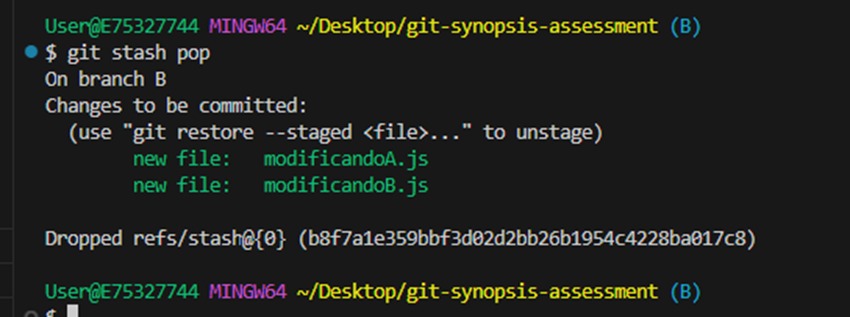 User@E75327744 MINGW64 ~/Desktop/git-synopsis-assessment (B)
$ git stash pop
On branch B
Changes to be committed:
  (use "git restore --staged <file>..." to unstage)
        new file:   modificandoA.js
        new file:   modificandoB.js

Dropped refs/stash@{0} (b8f7a1e359bbf3d02d2bb26b1954c4228ba017c8)

User@E75327744 MINGW64 ~/Desktop/git-synopsis-assessment (B)
$